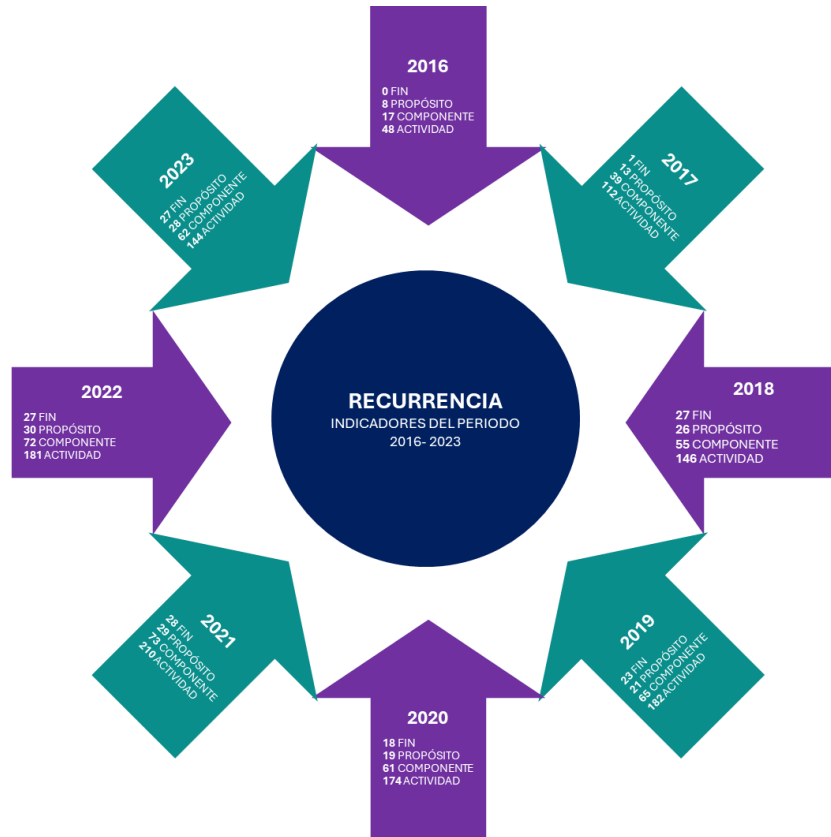 2016
0 FIN
8 PROPÓSITO
17 COMPONENTE
48 ACTIVIDAD
2017
1 FIN
13 PROPÓSITO
39 COMPONENTE
112 ACTIVIDAD
2018
27 FIN
26 PROPÓSITO
55 COMPONENTE
146 ACTIVIDAD
2019
23 FIN
21 PROPÓSITO
65 COMPONENTE
182 ACTIVIDAD
2020
18 FIN
19 PROPÓSITO
61 COMPONENTE
174 ACTIVIDAD
2021
28 FIN
29 PROPÓSITO
73 COMPONENTE
210 ACTIVIDAD
2022
27 FIN
30 PROPÓSITO
72 COMPONENTE
181 ACTIVIDAD
2023
27 FIN
28 PROPÓSITO
62 COMPONENTE
144 ACTIVIDAD
RECURRENCIA
INDICADORES DEL PERIODO
2016- 2023